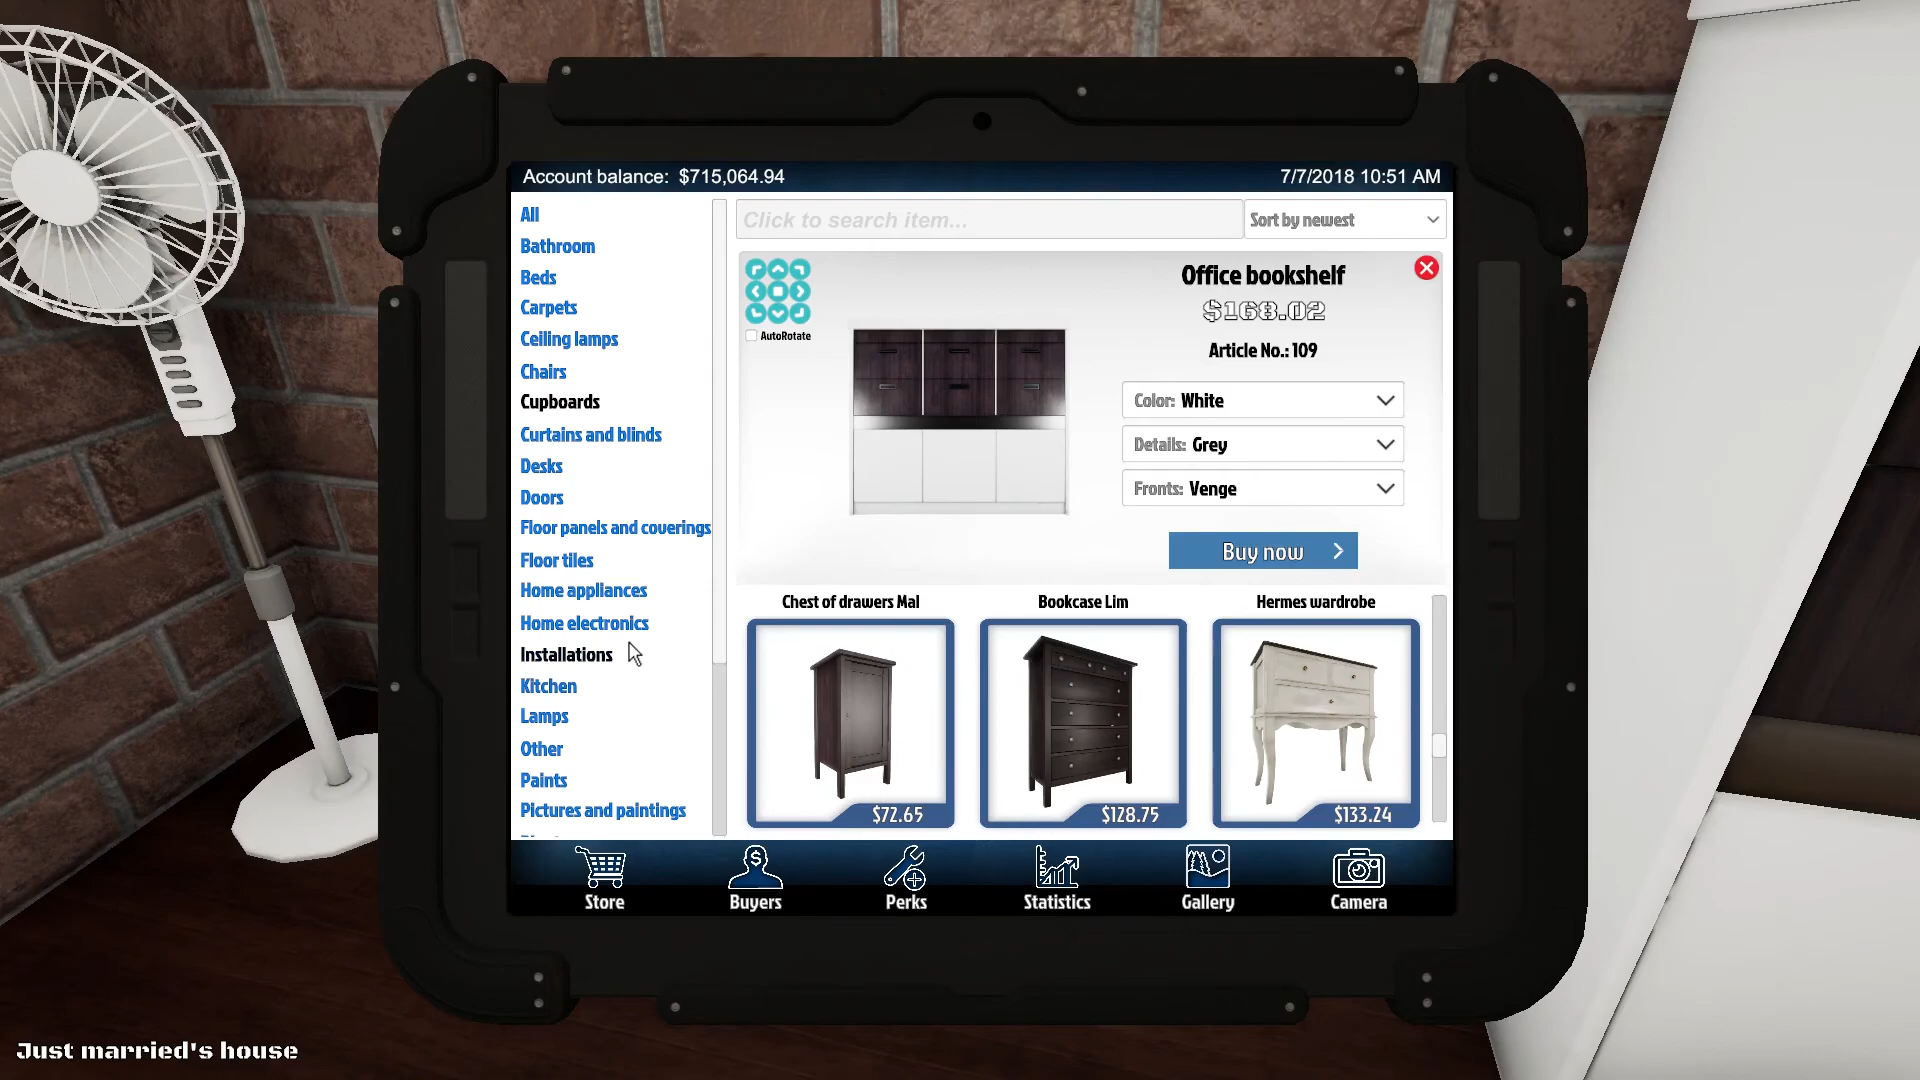 Account balance: $715,064.94
7/7/2018 10:51 AM
All
Bathroom
Beds
Carpets
Ceiling lamps
Chairs
Cupboards
Curtains and blinds
Desks
Doors
Floor panels and coverings
Floor tiles
Home appliances
Home electronics
Installations
Kitchen
Lamps
Other
Paints
Pictures and paintings
Click to search item...
Sort by newest
AutoRotate
Office bookshelf
$168.02
Article No.: 109
Color: White
Details: Grey
Fronts: Venge
Buy now
Chest of drawers Mal
Bookcase Lim
Hermes wardrobe
$72.65
$128.75
$133.24
Store
Buyers
Perks
Statistics
Gallery
Camera
Just married's house